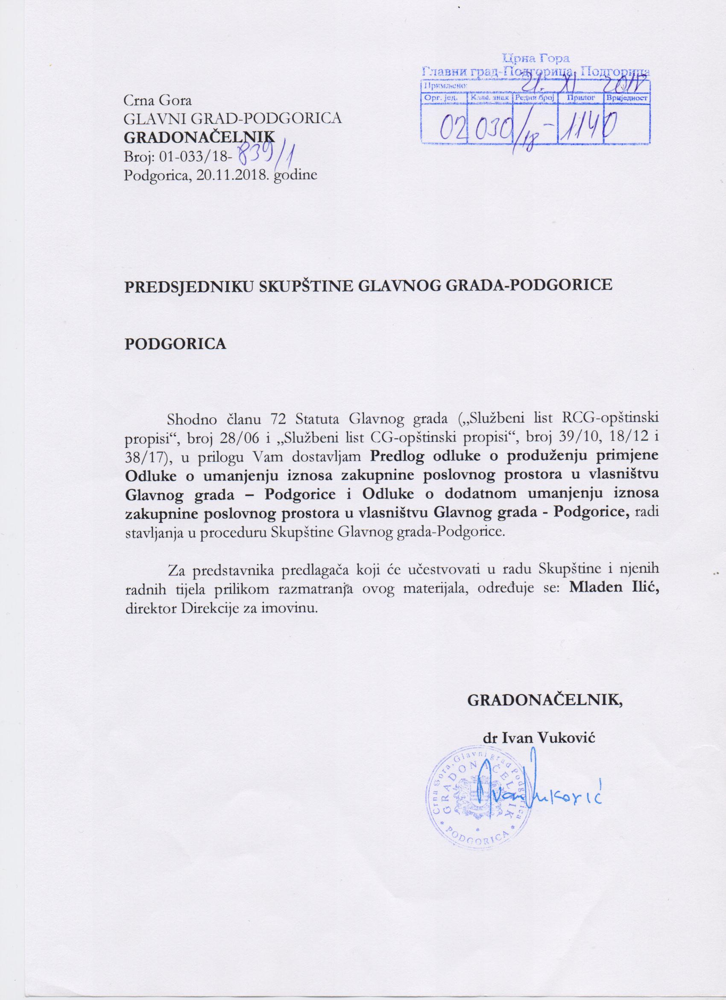 Црна Гора
Главни град-Подгорица, Подгорица
Примљено: 21. XI 2018
Орг. јед. Клас. знак Редни број Прилог Вриједност
02 030/18-1140
Crna Gora
GLAVNI GRAD-PODGORICA
GRADONAČELNIK
Broj: 01-033/18-839/1
Podgorica, 20.11.2018. godine
PREDSJEDNIKU SKUPŠTINE GLAVNOG GRADA-PODGORICE
PODGORICA
Shodno članu 72 Statuta Glavnog grada („Službeni list RCG-opštinski
propisi“, broj 28/06 i „Službeni list CG-opštinski propisi“, broj 39/10, 18/12 i
38/17), u prilogu Vam dostavljam Predlog odluke o produženju primjene
Odluke o umanjenju iznosa zakupnine poslovnog prostora u vlasništvu
Glavnog grada – Podgorice i Odluke o dodatnom umanjenju iznosa
zakupnine poslovnog prostora u vlasništvu Glavnog grada - Podgorice, radi
stavljanja u proceduru Skupštine Glavnog grada-Podgorice.
Za predstavnika predlagača koji će učestvovati u radu Skupštine i njenih
radnih tijela prilikom razmatranja ovog materijala, određuje se: Mladen Ilić,
direktor Direkcije za imovinu.
GRADONAČELNIK,
dr Ivan Vuković
Crna Gora, Glavni grad Podgorica
GRADONAČELNIK
* PODGORICA *
Ivan Vuković